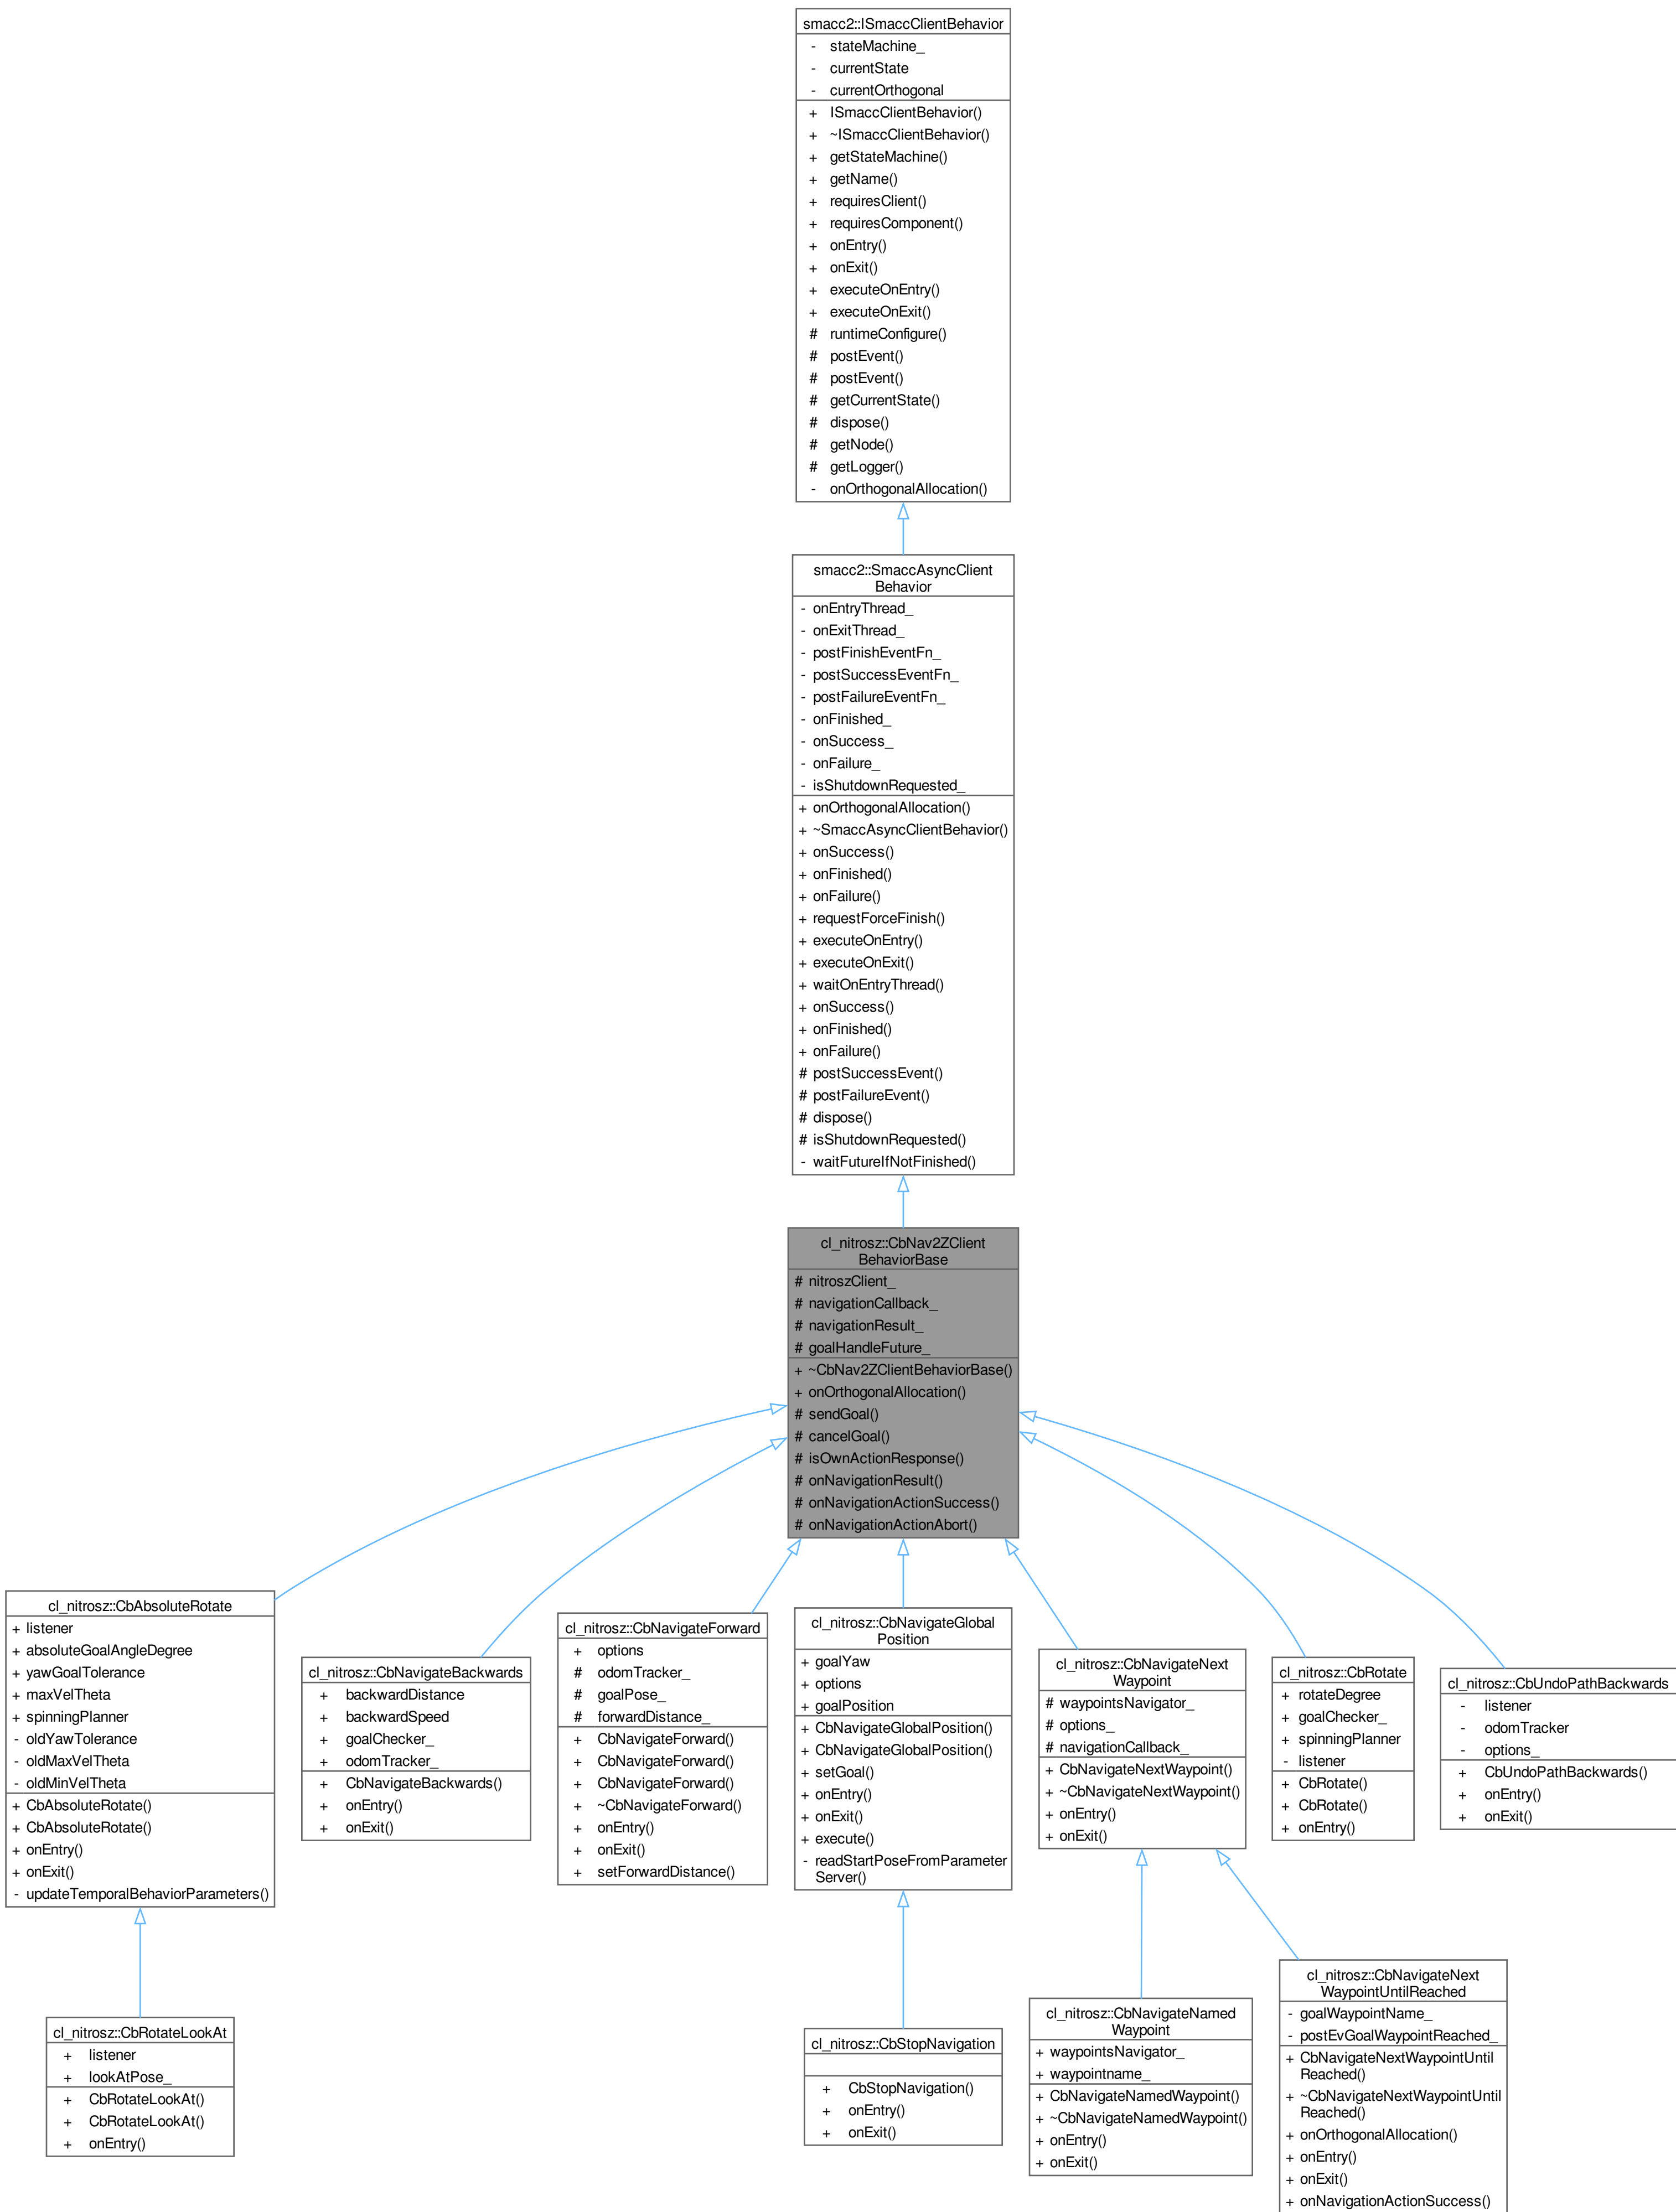 smacc2::ISmaccClientBehavior
- stateMachine_
- currentState
- currentOrthogonal
+ ISmaccClientBehavior()
+ ~ISmaccClientBehavior()
+ getStateMachine()
+ getName()
+ requiresClient()
+ requiresComponent()
+ onEntry()
+ onExit()
+ executeOnEntry()
+ executeOnExit()
# runtimeConfigure()
# postEvent()
# postEvent()
# getCurrentState()
# dispose()
# getNode()
# getLogger()
- onOrthogonalAllocation()
smacc2::SmaccAsyncClient
Behavior
- onEntryThread_
- onExitThread_
- postFinishEventFn_
- postSuccessEventFn_
- postFailureEventFn_
- onFinished_
- onSuccess_
- onFailure_
- isShutdownRequested_
+ onOrthogonalAllocation()
+ ~SmaccAsyncClientBehavior()
+ onSuccess()
+ onFinished()
+ onFailure()
+ requestForceFinish()
+ executeOnEntry()
+ executeOnExit()
+ waitOnEntryThread()
+ onSuccess()
+ onFinished()
+ onFailure()
# postSuccessEvent()
# postFailureEvent()
# dispose()
# isShutdownRequested()
- waitFutureIfNotFinished()
cl_nitrosz::CbNav2ZClient
BehaviorBase
# nitroszClient_
# navigationCallback_
# navigationResult_
# goalHandleFuture_
+ ~CbNav2ZClientBehaviorBase()
+ onOrthogonalAllocation()
# sendGoal()
# cancelGoal()
# isOwnActionResponse()
# onNavigationResult()
# onNavigationActionSuccess()
# onNavigationActionAbort()
cl_nitrosz::CbAbsoluteRotate
+ listener
+ absoluteGoalAngleDegree
+ yawGoalTolerance
+ maxVelTheta
+ spinningPlanner
- oldYawTolerance
- oldMaxVelTheta
- oldMinVelTheta
+ CbAbsoluteRotate()
+ CbAbsoluteRotate()
+ onEntry()
+ onExit()
- updateTemporalBehaviorParameters()
cl_nitrosz::CbNavigateBackwards
+ backwardDistance
+ backwardSpeed
+ goalChecker_
+ odomTracker_
+ CbNavigateBackwards()
+ onEntry()
+ onExit()
cl_nitrosz::CbNavigateForward
+ options
# odomTracker_
# goalPose_
# forwardDistance_
+ CbNavigateForward()
+ CbNavigateForward()
+ CbNavigateForward()
+ ~CbNavigateForward()
+ onEntry()
+ onExit()
+ setForwardDistance()
cl_nitrosz::CbNavigateGlobal
Position
+ goalYaw
+ options
+ goalPosition
+ CbNavigateGlobalPosition()
+ CbNavigateGlobalPosition()
+ setGoal()
+ onEntry()
+ onExit()
+ execute()
- readStartPoseFromParameter
Server()
cl_nitrosz::CbNavigateNext
Waypoint
# waypointsNavigator_
# options_
# navigationCallback_
+ CbNavigateNextWaypoint()
+ ~CbNavigateNextWaypoint()
+ onEntry()
+ onExit()
cl_nitrosz::CbRotate
+ rotateDegree
+ goalChecker_
+ spinningPlanner
- listener
+ CbRotate()
+ CbRotate()
+ onEntry()
cl_nitrosz::CbUndoPathBackwards
- listener
- odomTracker
- options_
+ CbUndoPathBackwards()
+ onEntry()
+ onExit()
cl_nitrosz::CbRotateLookAt
+ listener
+ lookAtPose_
+ CbRotateLookAt()
+ CbRotateLookAt()
+ onEntry()
cl_nitrosz::CbStopNavigation
+ CbStopNavigation()
+ onEntry()
+ onExit()
cl_nitrosz::CbNavigateNamed
Waypoint
+ waypointsNavigator_
+ waypointname_
+ CbNavigateNamedWaypoint()
+ ~CbNavigateNamedWaypoint()
+ onEntry()
+ onExit()
cl_nitrosz::CbNavigateNext
WaypointUntilReached
- goalWaypointName_
- postEvGoalWaypointReached_
+ CbNavigateNextWaypointUntil
Reached()
+ ~CbNavigateNextWaypointUntil
Reached()
+ onOrthogonalAllocation()
+ onEntry()
+ onExit()
+ onNavigationActionSuccess()